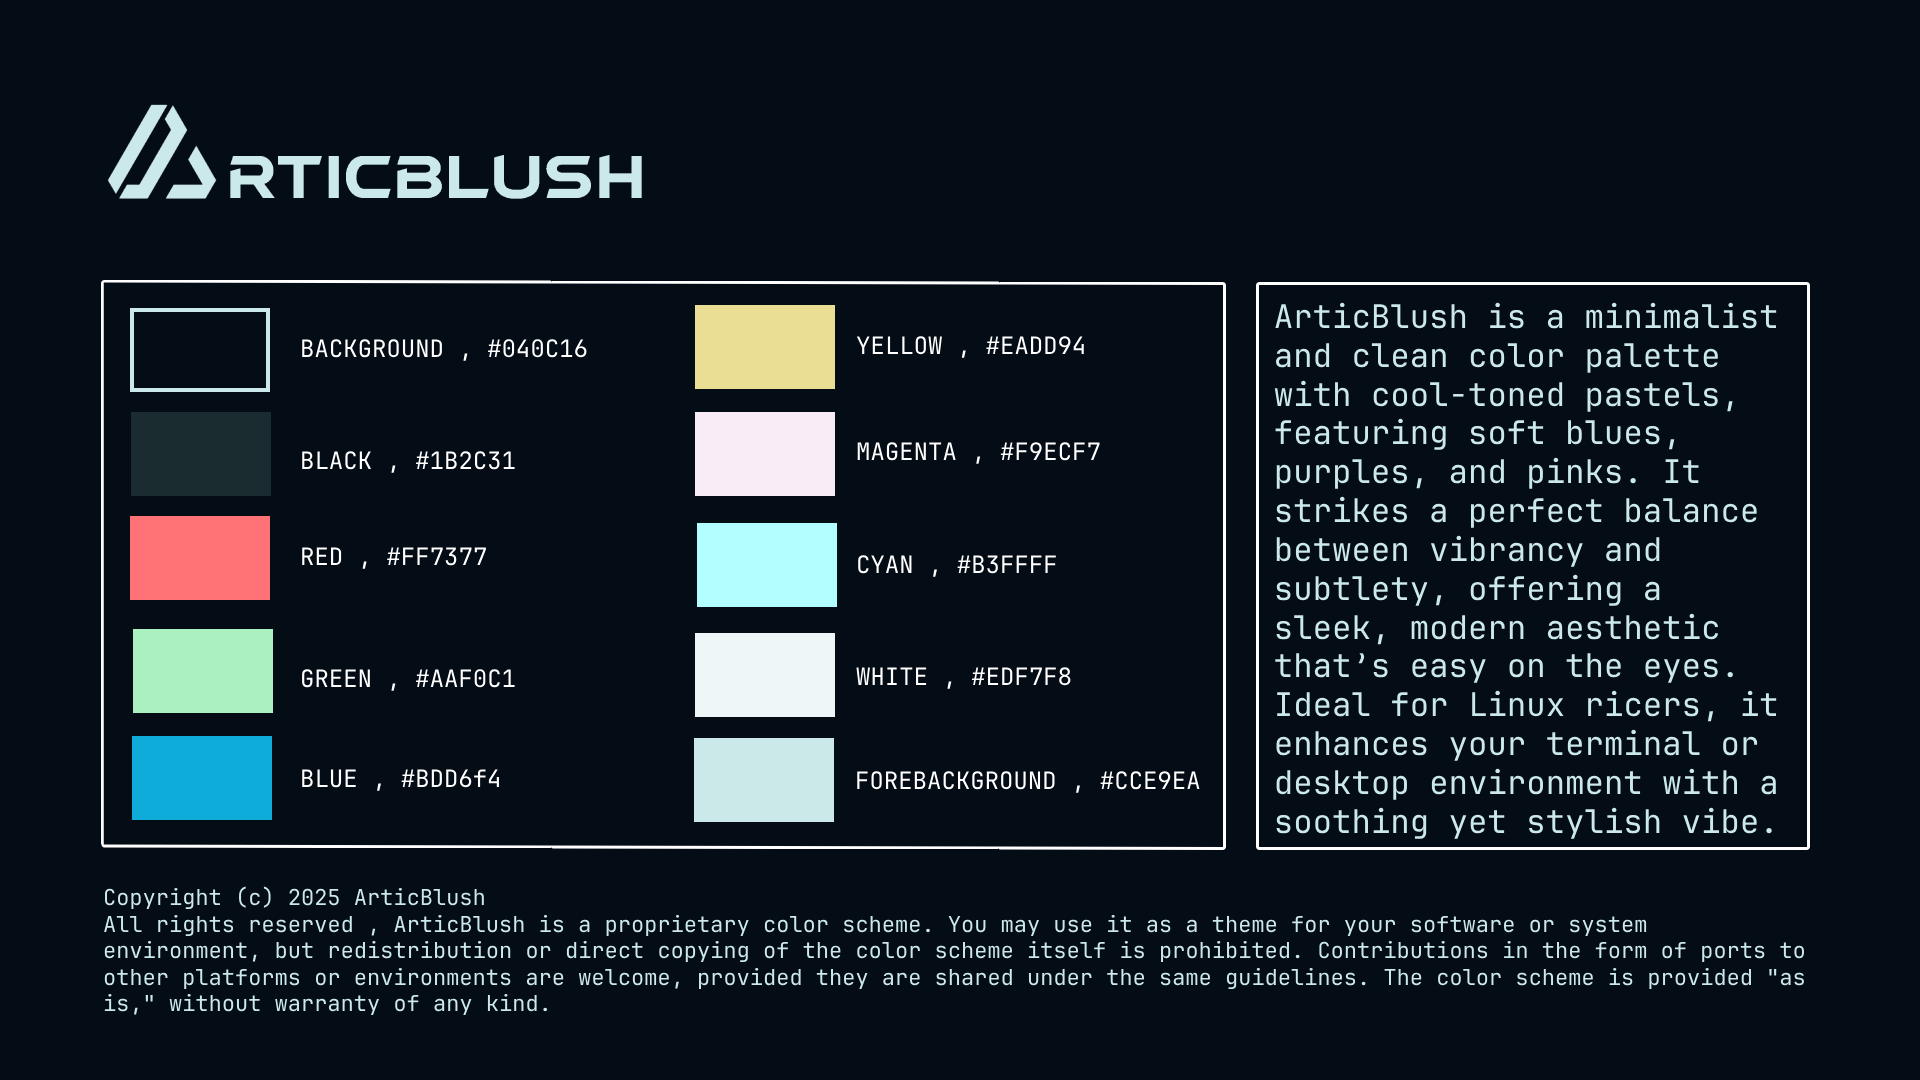 ARTICBLUSH
BACKGROUND , #040C16
BLACK , #1B2C31
RED , #FF7377
GREEN , #AAF0C1
BLUE , #BDD6f4
YELLOW , #EADD94
MAGENTA , #F9ECF7
CYAN , #B3FFFF
WHITE , #EDF7F8
FOREBACKGROUND , #CCE9EA
ArticBlush is a minimalist
and clean color palette
with cool-toned pastels,
featuring soft blues,
purples, and pinks. It
strikes a perfect balance
between vibrancy and
subtlety, offering a
sleek, modern aesthetic
that’s easy on the eyes.
Ideal for Linux ricers, it
enhances your terminal or
desktop environment with a
soothing yet stylish vibe.
Copyright (c) 2025 ArticBlush
All rights reserved , ArticBlush is a proprietary color scheme. You may use it as a theme for your software or system
environment, but redistribution or direct copying of the color scheme itself is prohibited. Contributions in the form of ports to
other platforms or environments are welcome, provided they are shared under the same guidelines. The color scheme is provided "as
is," without warranty of any kind.